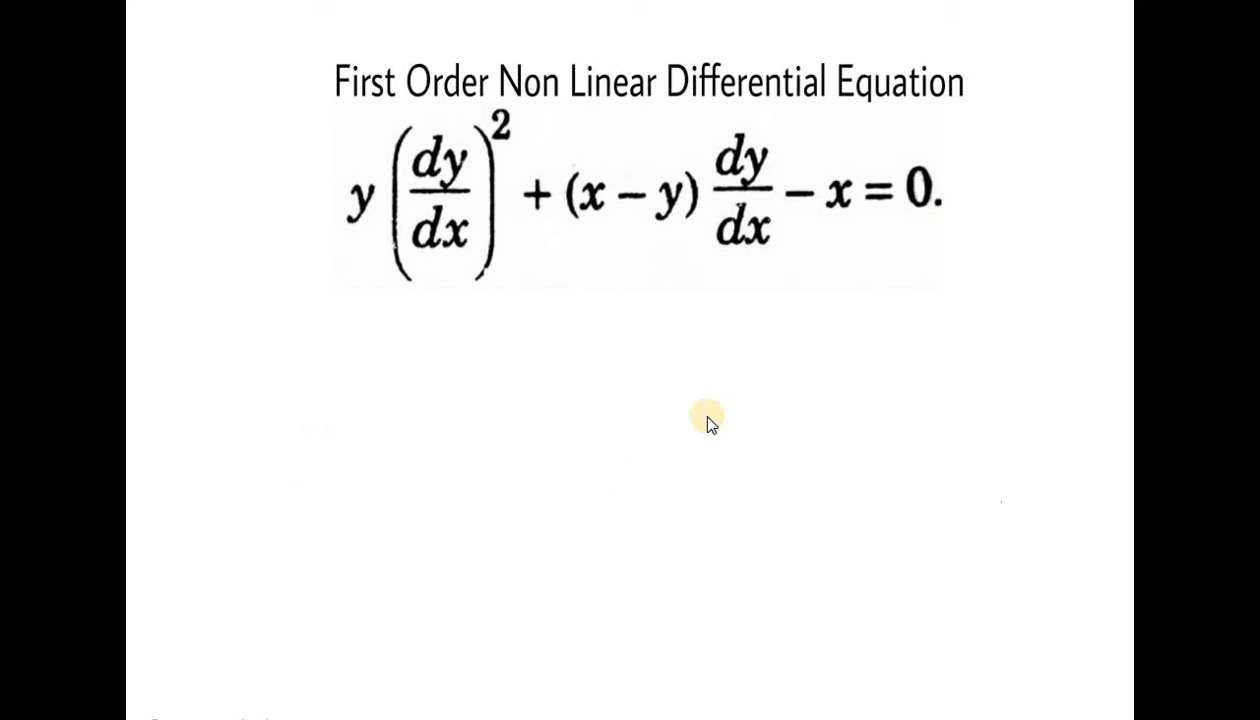 First Order Non Linear Differential Equation
y (dy/dx)² + (x − y) dy/dx − x = 0.